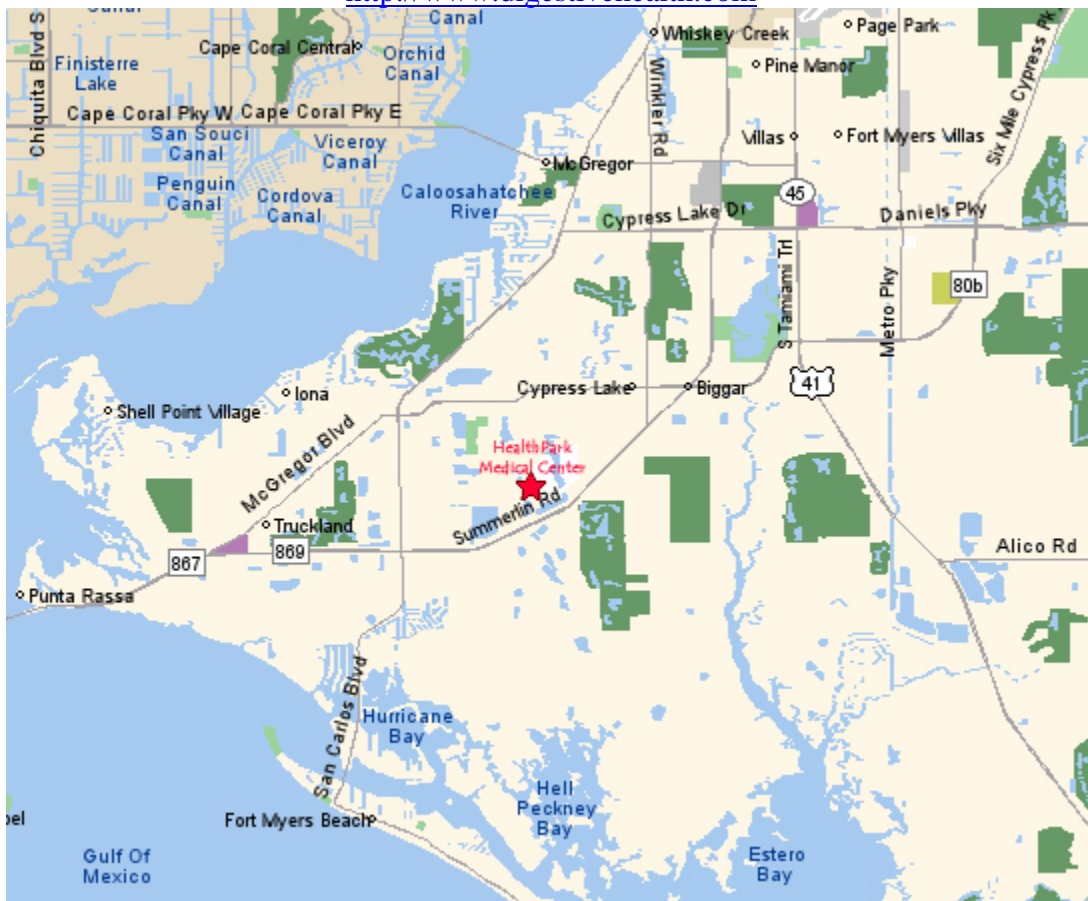 Canal
Canal
Whiskey Creek
Page Park
Cape Coral Central
Orchid
Canal
Finisterre
Lake
Pine Manor
Chiquita Blvd S
Winkler Rd
Six Mile Cypress
Cape Coral Pky W
Cape Coral Pky E
San Souci
Canal
Viceroy
Canal
Villas
Fort Myers Villas
McGregor
Penguin
Canal
Cordova
Canal
Caloosahatchee
River
45
Cypress Lake Dr
Daniels Pky
S Tamiami Trl
Metro Pky
80b
Cypress Lake
Biggar
41
Iona
Shell Point Village
McGregor Blvd
HealthPark
Medical Center
Summerlin Rd
Truckland
867
869
Alico Rd
Punta Rassa
San Carlos Blvd
Hurricane
Bay
Hell
Peckney
Bay
Fort Myers Beach
Gulf Of
Mexico
Estero
Bay